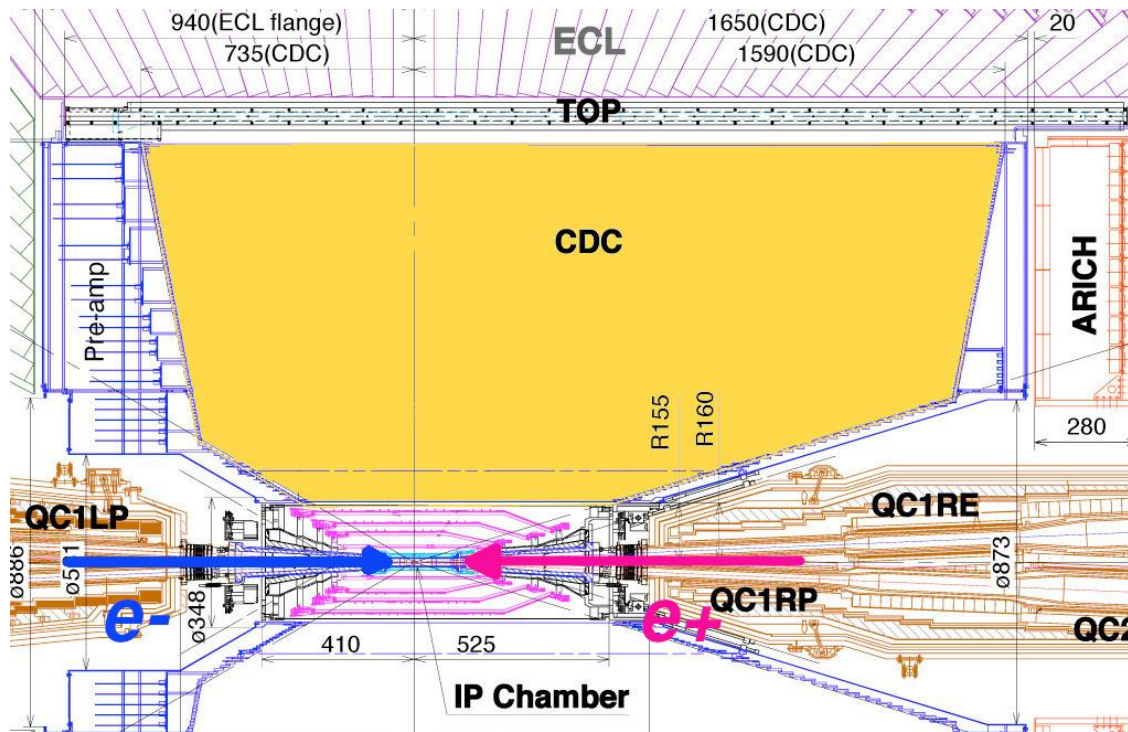 940(ECL flange)
ECL
1650(CDC)
20
735(CDC)
1590(CDC)
TOP
CDC
Pre-amp
ARICH
R155
R160
280
QC1LP
QC1RE
ø886
ø348
ø873
e-
e+
QC1RP
QC2
410
525
IP Chamber